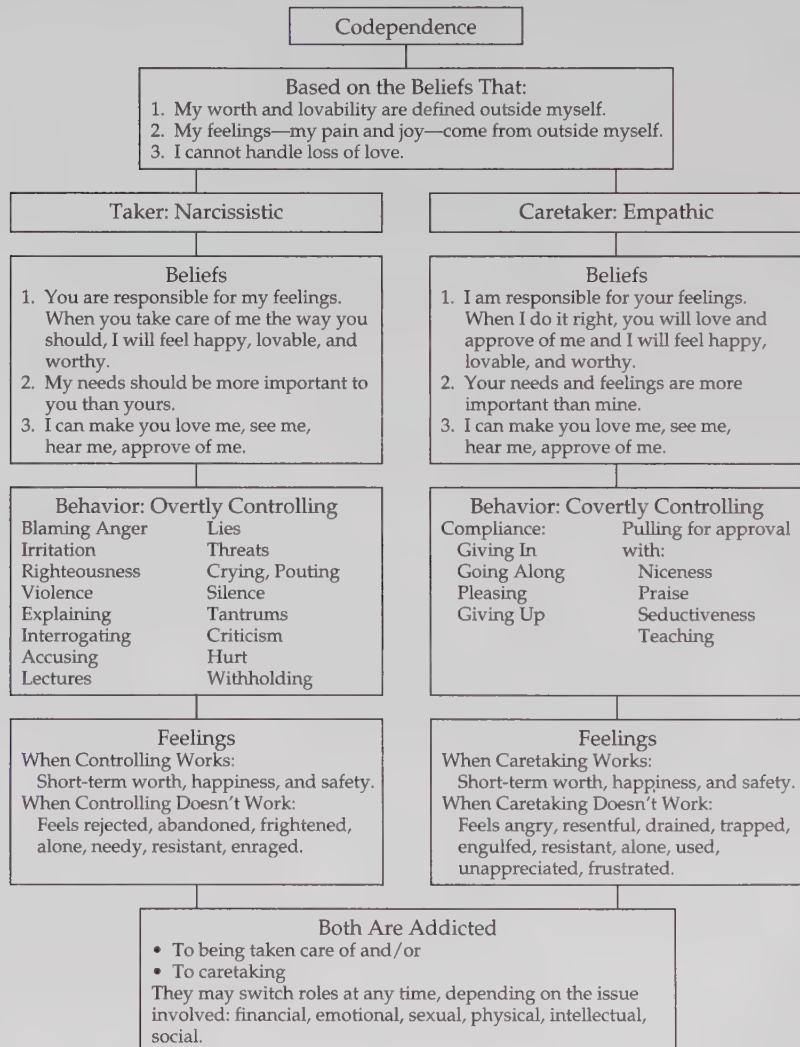 Codependence
Based on the Beliefs That:
1. My worth and lovability are defined outside myself.
2. My feelings—my pain and joy—come from outside myself.
3. I cannot handle loss of love.
Taker: Narcissistic
Beliefs
1. You are responsible for my feelings.
When you take care of me the way you
should, I will feel happy, lovable, and
worthy.
2. My needs should be more important to
you than yours.
3. I can make you love me, see me,
hear me, approve of me.
Behavior: Overtly Controlling
Blaming Anger
Irritation
Righteousness
Violence
Explaining
Interrogating
Accusing
Lectures
Lies
Threats
Crying, Pouting
Silence
Tantrums
Criticism
Hurt
Withholding
Feelings
When Controlling Works:
Short-term worth, happiness, and safety.
When Controlling Doesn't Work:
Feels rejected, abandoned, frightened,
alone, needy, resistant, enraged.
Caretaker: Empathic
Beliefs
1. I am responsible for your feelings.
When I do it right, you will love and
approve of me and I will feel happy,
lovable, and worthy.
2. Your needs and feelings are more
important than mine.
3. I can make you love me, see me,
hear me, approve of me.
Behavior: Covertly Controlling
Compliance:
Giving In
Going Along
Pleasing
Giving Up
Pulling for approval
with:
Niceness
Praise
Seductiveness
Teaching
Feelings
When Caretaking Works:
Short-term worth, happiness, and safety.
When Caretaking Doesn't Work:
Feels angry, resentful, drained, trapped,
engulfed, resistant, alone, used,
unappreciated, frustrated.
Both Are Addicted
• To being taken care of and/or
• To caretaking
They may switch roles at any time, depending on the issue
involved: financial, emotional, sexual, physical, intellectual,
social.